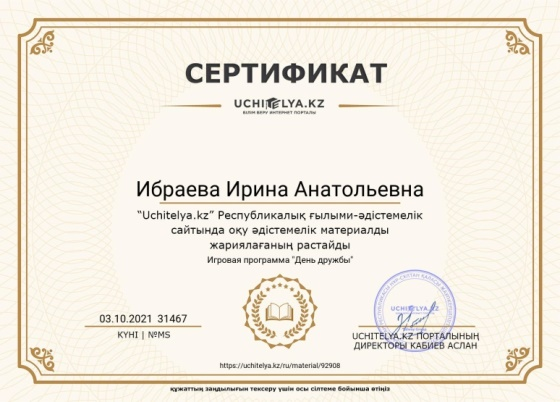 СЕРТИФИКАТ
UCHITELYA.KZ
БІЛІМ БЕРУ ИНТЕРНЕТ ПОРТАЛЫ
Ибраева Ирина Анатольевна
“Uchitelya.kz” Республикалық ғылыми-әдістемелік
сайтында оқу әдістемелік материалды
жариялағаның растайды
Игровая программа "День дружбы"
03.10.2021 31467
КҮНІ | №MS
UCHITELYA.KZ
UCHITELYA.KZ ПОРТАЛЫНЫҢ
ДИРЕКТОРЫ КАБИЕВ АСЛАН
https://uchitelya.kz/ru/material/92908
құжаттың заңдылығын тексеру үшін осы сілтеме бойынша өтіңіз